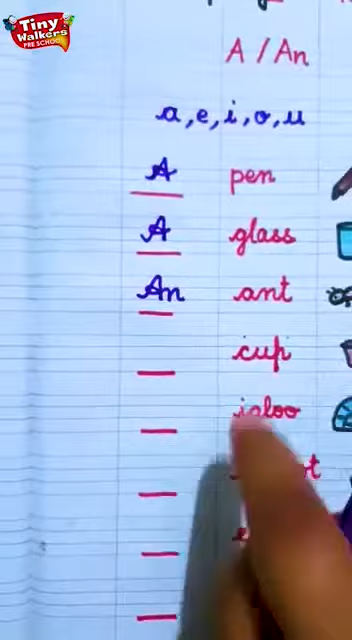 Tiny
Walkers
PRE SCHOOL
A / An
a, e, i, o, u
A pen
A glass
An ant
cup
igloo